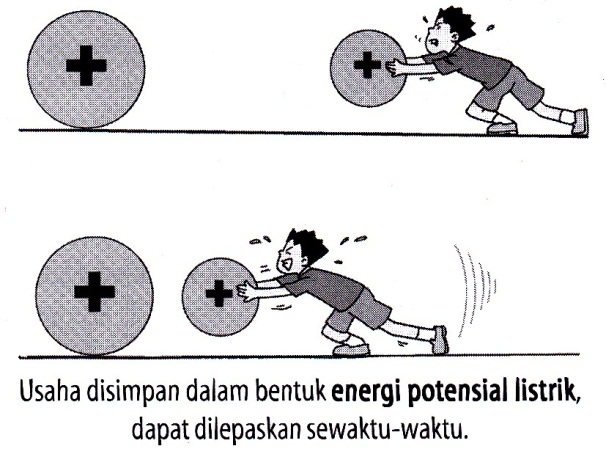 +
+
+
+
Usaha disimpan dalam bentuk energi potensial listrik,
dapat dilepaskan sewaktu-waktu.